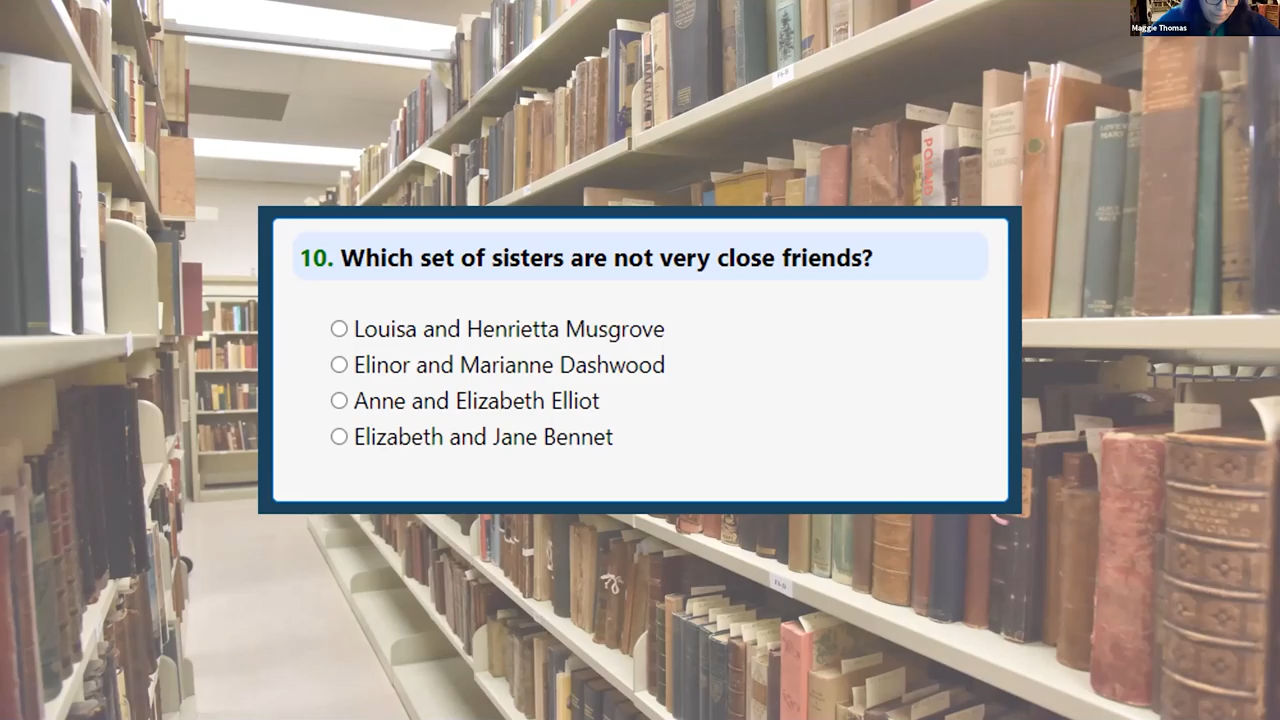 Maggie Thomas
10. Which set of sisters are not very close friends?
Louisa and Henrietta Musgrove
Elinor and Marianne Dashwood
Anne and Elizabeth Elliot
Elizabeth and Jane Bennet
POUND